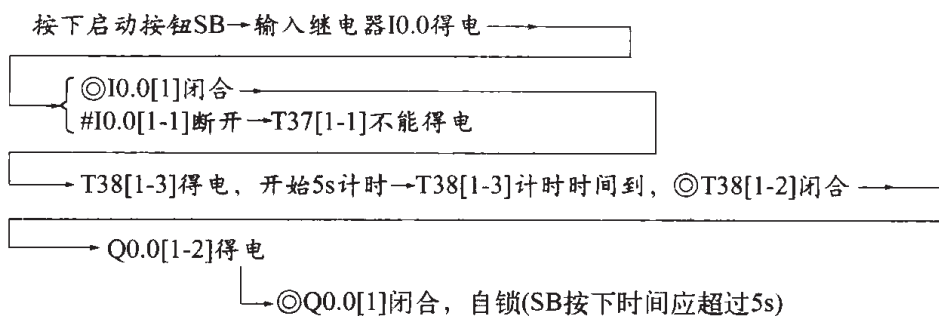 按下启动按钮SB→输入继电器I0.0得电
◎I0.0[1]闭合
#I0.0[1-1]断开→T37[1-1]不能得电
T38[1-3]得电，开始5s计时→T38[1-3]计时时间到，◎T38[1-2]闭合
Q0.0[1-2]得电
◎Q0.0[1]闭合，自锁(SB按下时间应超过5s)